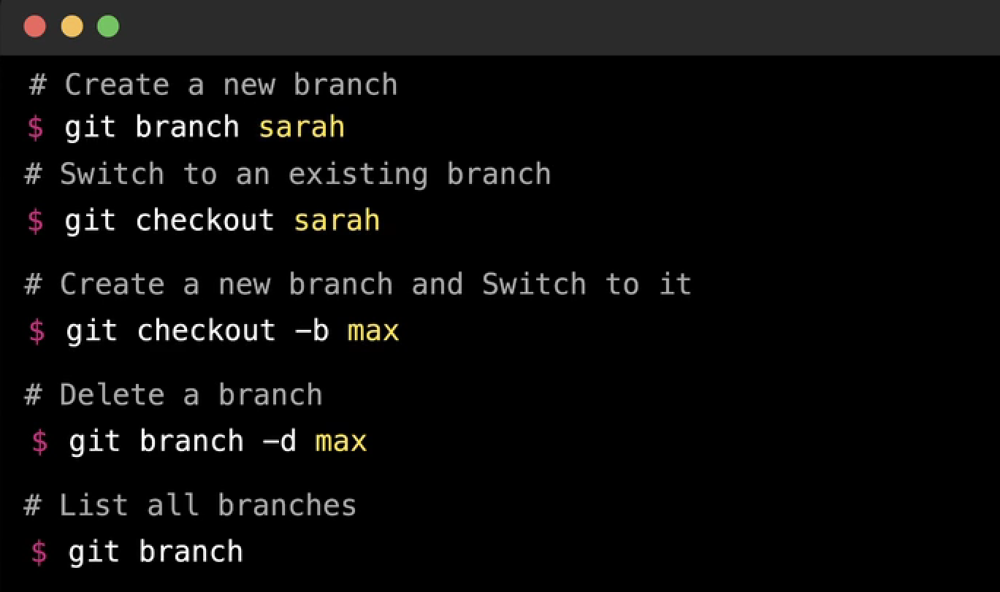 # Create a new branch
$ git branch sarah
# Switch to an existing branch
$ git checkout sarah
# Create a new branch and Switch to it
$ git checkout -b max
# Delete a branch
$ git branch -d max
# List all branches
$ git branch